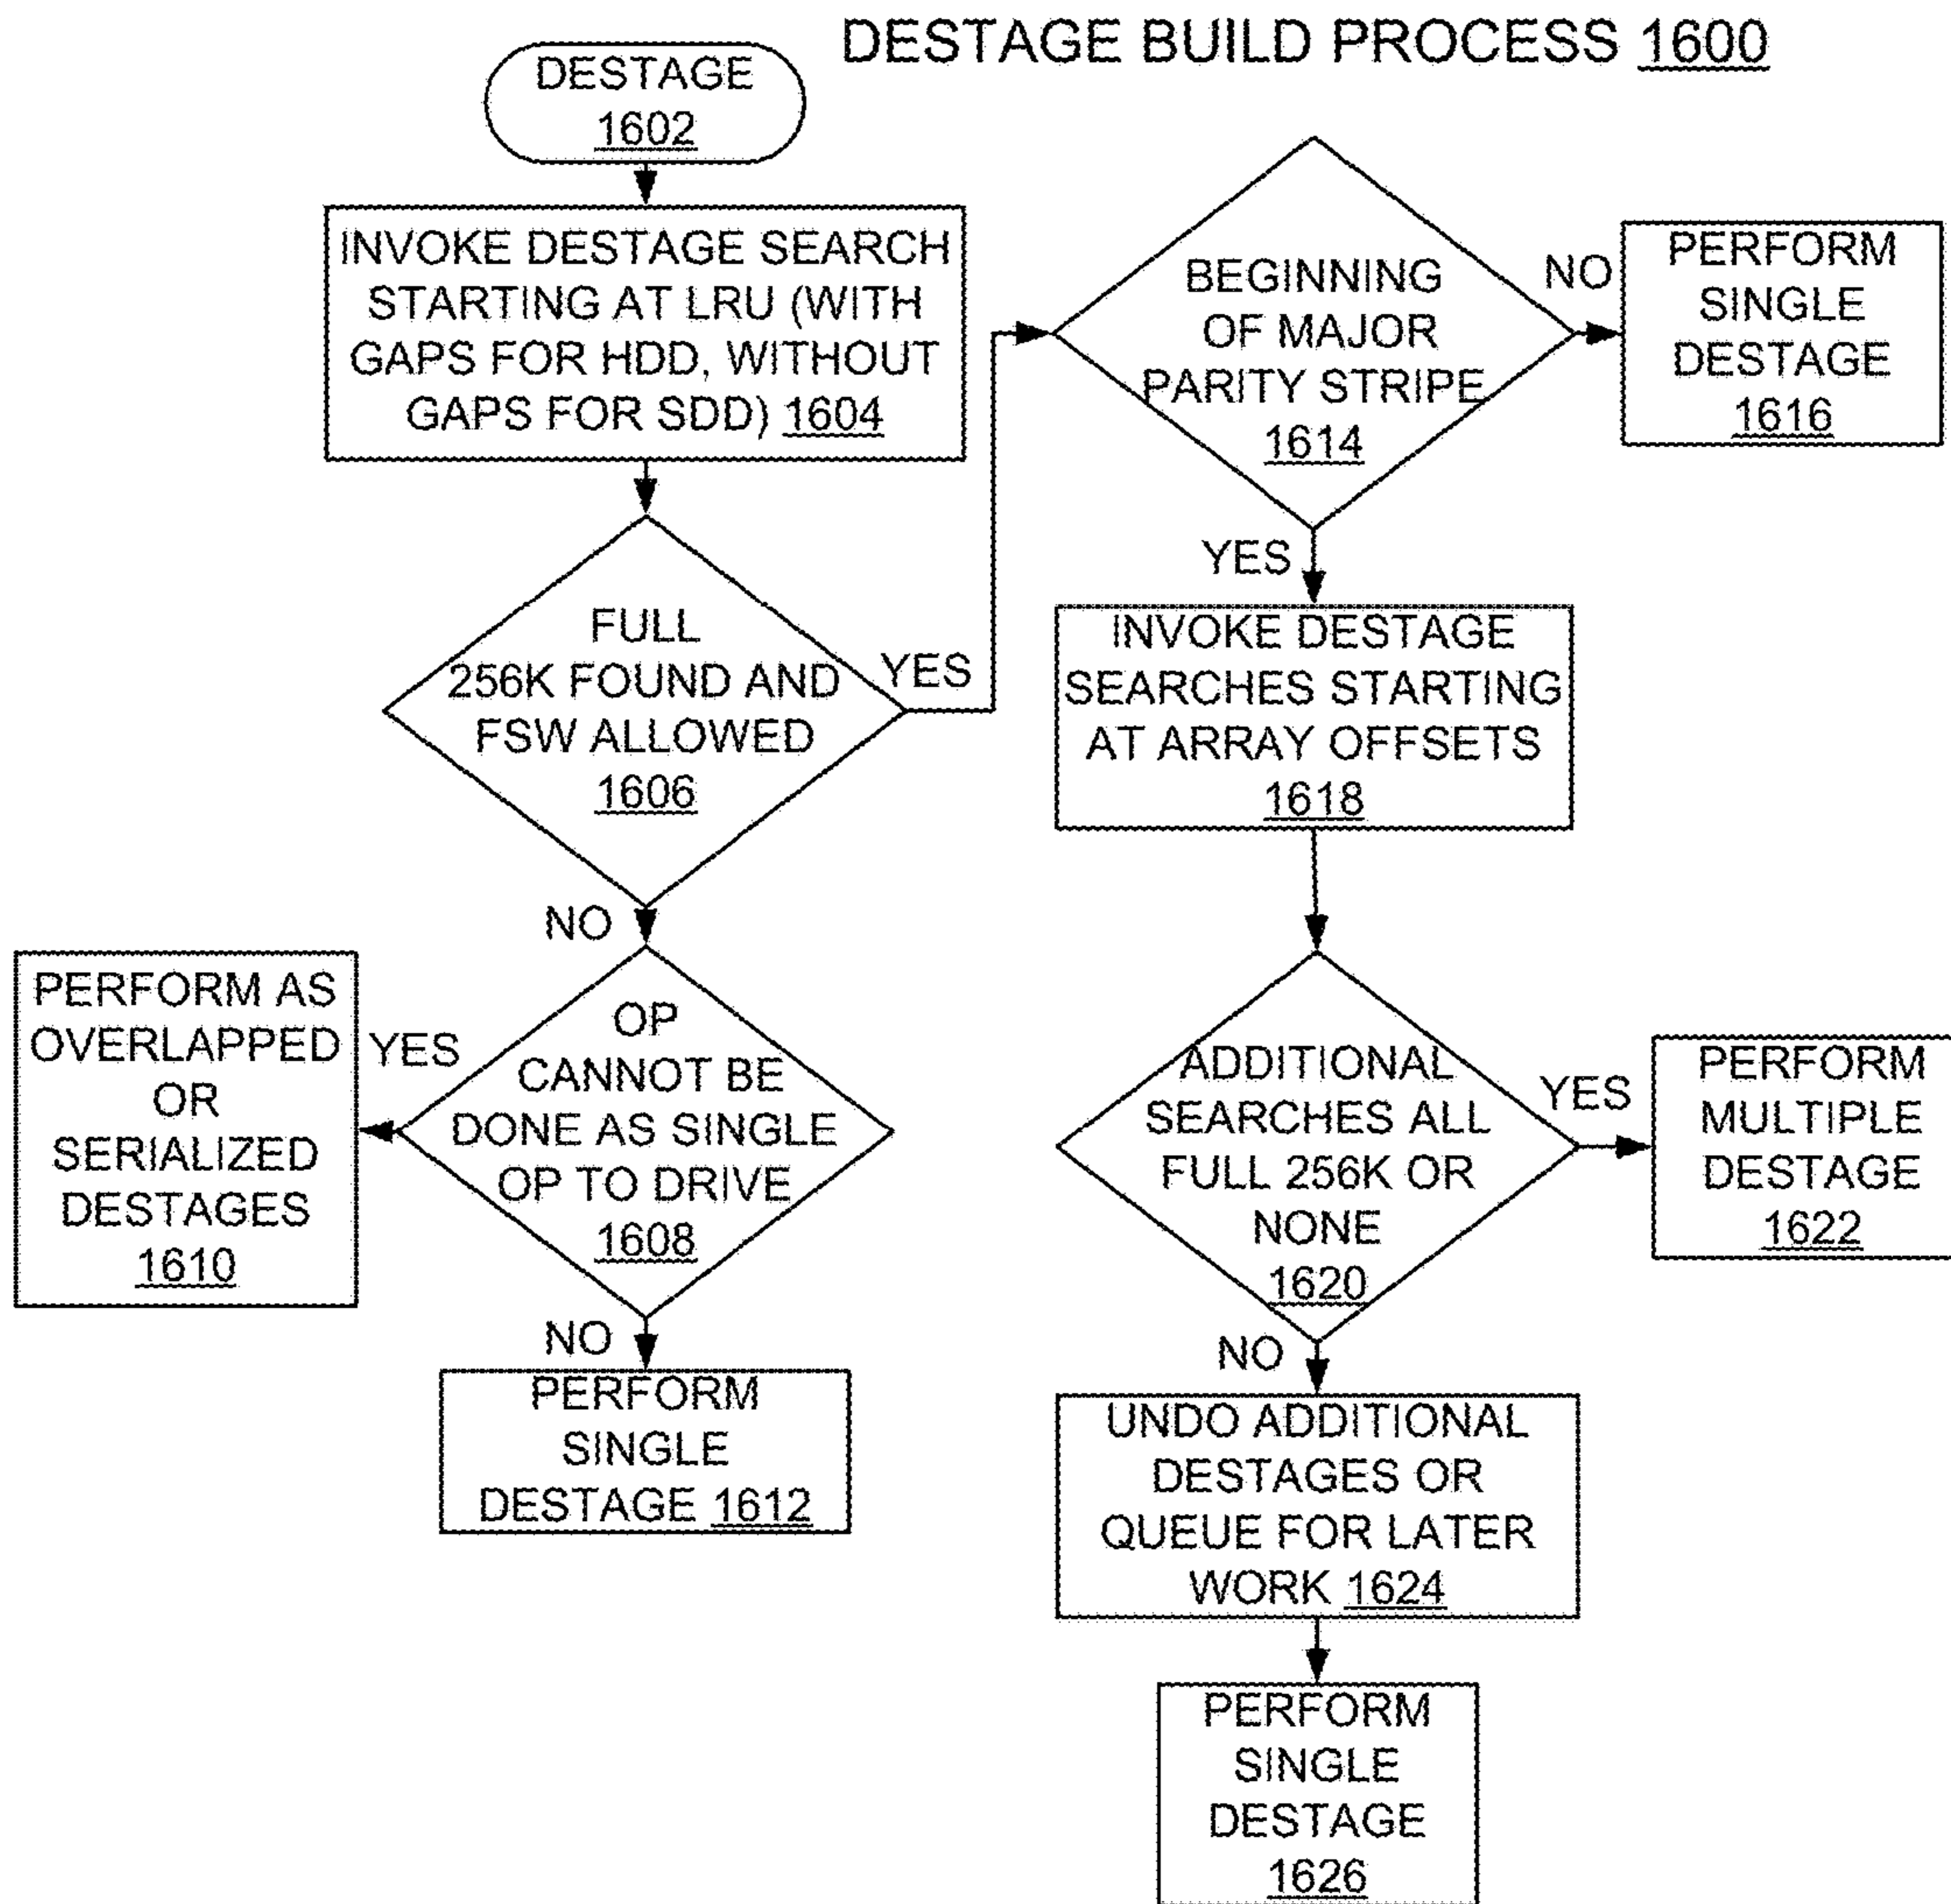 DESTAGE BUILD PROCESS 1600
DESTAGE
1602
INVOKE DESTAGE SEARCH
STARTING AT LRU (WITH
GAPS FOR HDD, WITHOUT
GAPS FOR SDD) 1604
FULL
256K FOUND AND
FSW ALLOWED
1606
YES
NO
OP
CANNOT BE
DONE AS SINGLE
OP TO DRIVE
1608
YES
PERFORM AS
OVERLAPPED
OR
SERIALIZED
DESTAGES
1610
NO
PERFORM
SINGLE
DESTAGE 1612
BEGINNING
OF MAJOR
PARITY STRIPE
1614
NO
PERFORM
SINGLE
DESTAGE
1616
YES
INVOKE DESTAGE
SEARCHES STARTING
AT ARRAY OFFSETS
1618
ADDITIONAL
SEARCHES ALL
FULL 256K OR
NONE
1620
YES
PERFORM
MULTIPLE
DESTAGE
1622
NO
UNDO ADDITIONAL
DESTAGES OR
QUEUE FOR LATER
WORK 1624
PERFORM
SINGLE
DESTAGE
1626